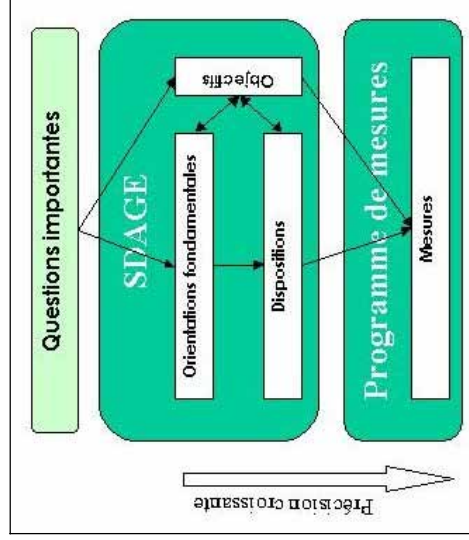 Questions importantes
SDAGE
Objectifs
Orientations fondamentales
Dispositions
Programme de mesures
Mesures
Précision croissante